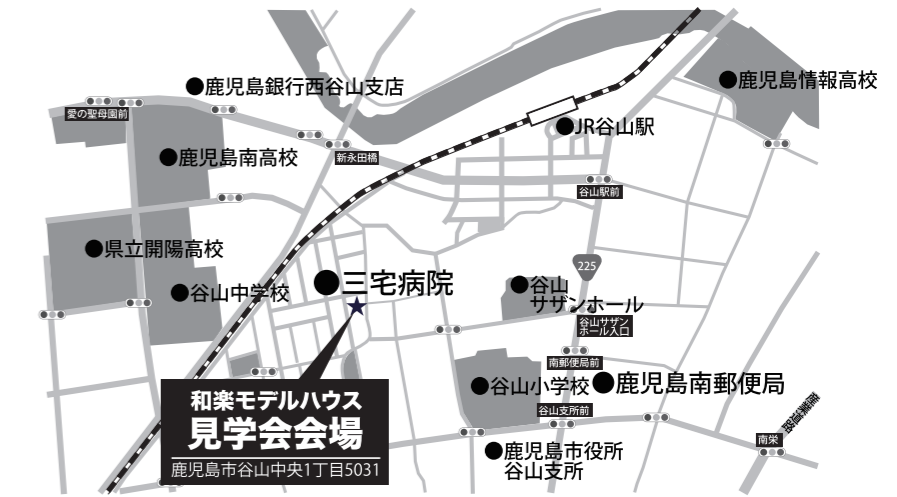 ●鹿児島銀行西谷山支店
●鹿児島情報高校
愛の聖母園前
●JR谷山駅
●鹿児島南高校
新永田橋
谷山駅前
●県立開陽高校
225
●三宅病院
●谷山
サザンホール
●谷山中学校
谷山サザン
ホール入口
南郵便局前
●谷山小学校
●鹿児島南郵便局
和楽モデルハウス
見学会会場
鹿児島市谷山中央1丁目5031
谷山支所前
産業道路
南栄
●鹿児島市役所
谷山支所